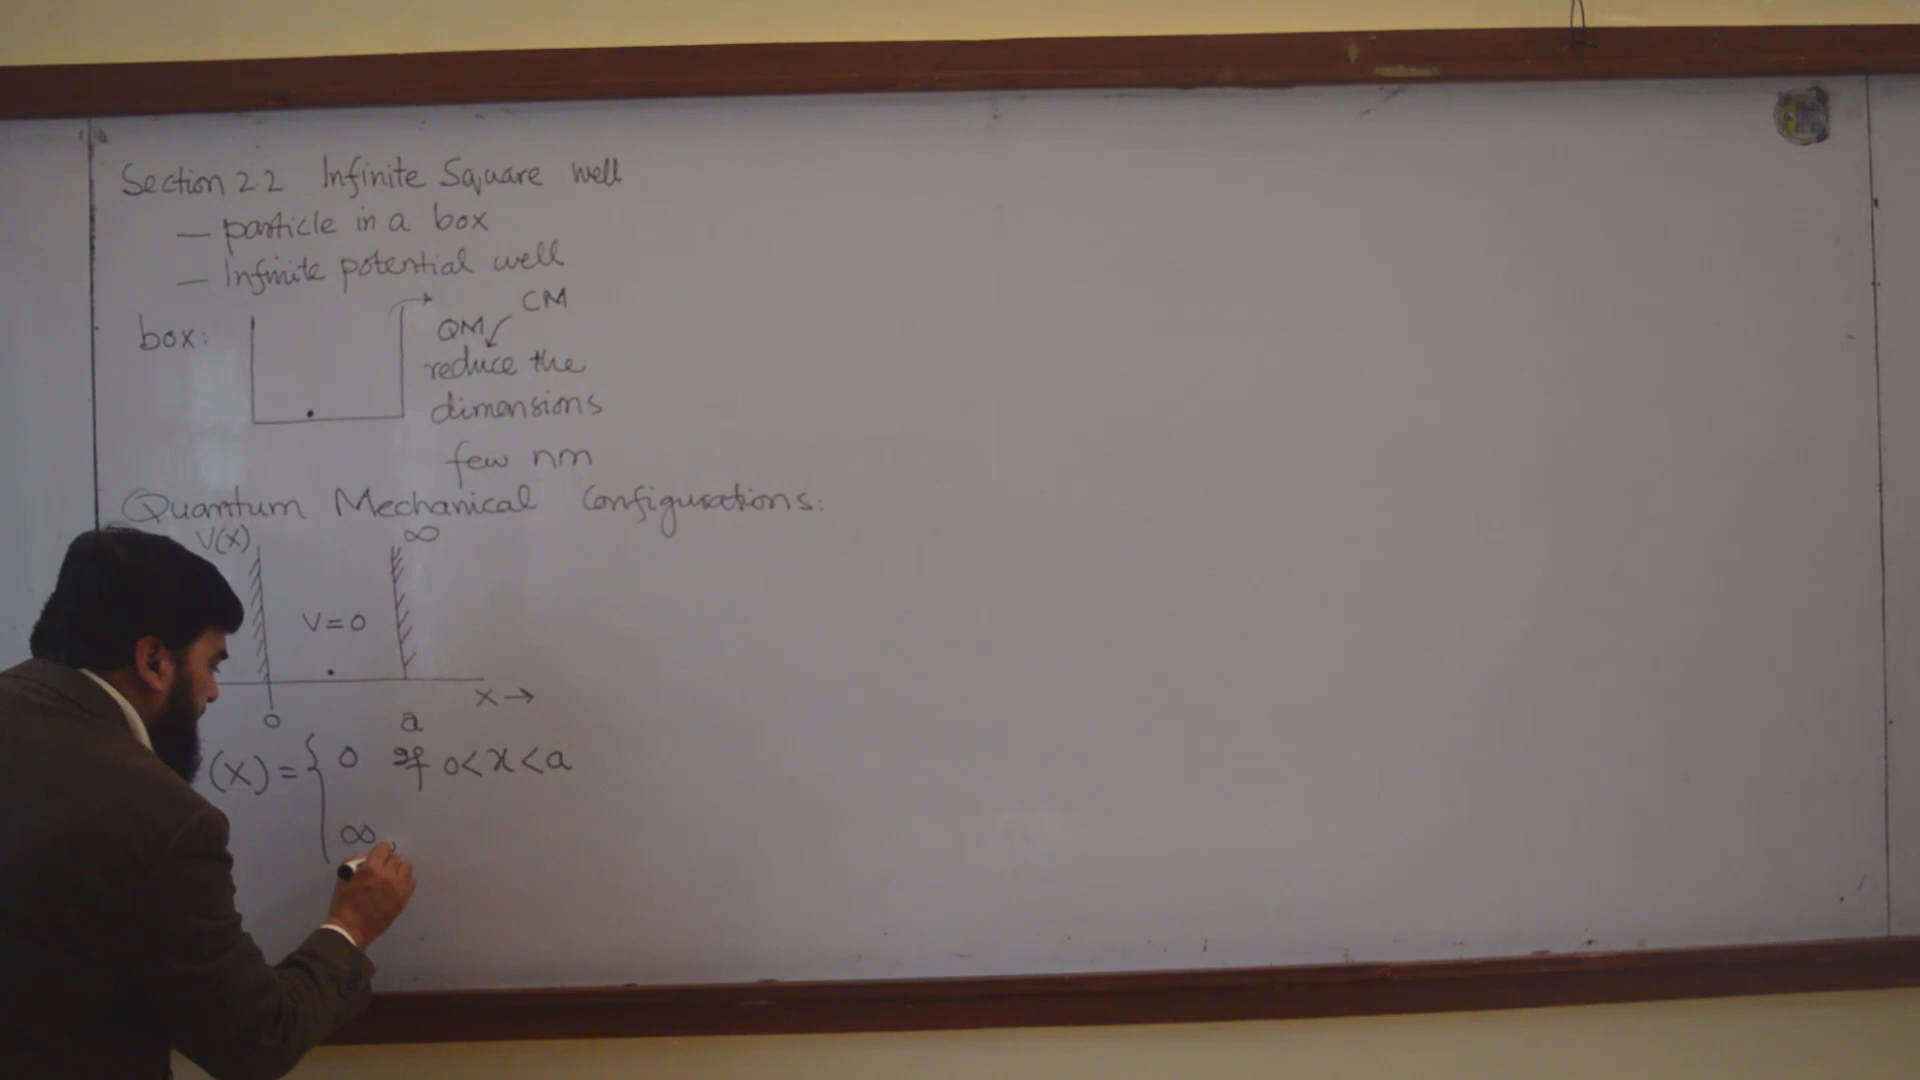 Section 2.2 Infinite Square well
— particle in a box
— Infinite potential well
box:
CM
QM
reduce the
dimensions
few nm
Quantum Mechanical Configurations:
V(x) ∞
V=0
x →
0 a
(x) = { 0 if 0<x<a
∞